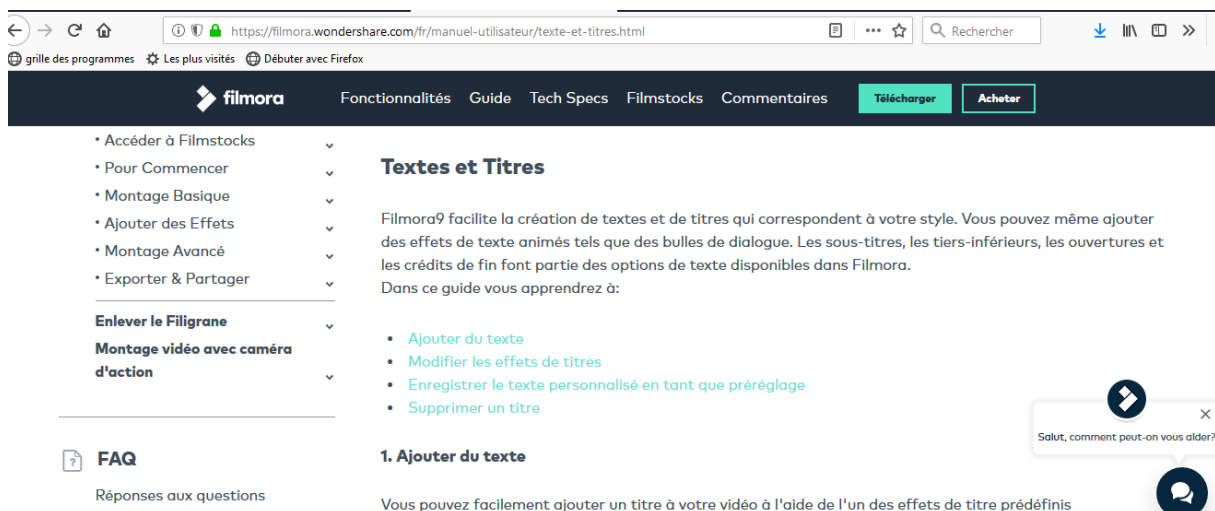 https://filmora.wondershare.com/fr/manuel-utilisateur/texte-et-titres.html
Rechercher
grille des programmes Les plus visités Débuter avec Firefox
filmora Fonctionnalités Guide Tech Specs Filmstocks Commentaires Télécharger Acheter
• Accéder à Filmstocks
• Pour Commencer
• Montage Basique
• Ajouter des Effets
• Montage Avancé
• Exporter & Partager
Enlever le Filigrane
Montage vidéo avec caméra
d'action
FAQ
Réponses aux questions
Textes et Titres
Filmora9 facilite la création de textes et de titres qui correspondent à votre style. Vous pouvez même ajouter
des effets de texte animés tels que des bulles de dialogue. Les sous-titres, les tiers-inférieurs, les ouvertures et
les crédits de fin font partie des options de texte disponibles dans Filmora.
Dans ce guide vous apprendrez à:
• Ajouter du texte
• Modifier les effets de titres
• Enregistrer le texte personnalisé en tant que préréglage
• Supprimer un titre
1. Ajouter du texte
Vous pouvez facilement ajouter un titre à votre vidéo à l'aide de l'un des effets de titre prédéfinis
Salut, comment peut-on vous aider?